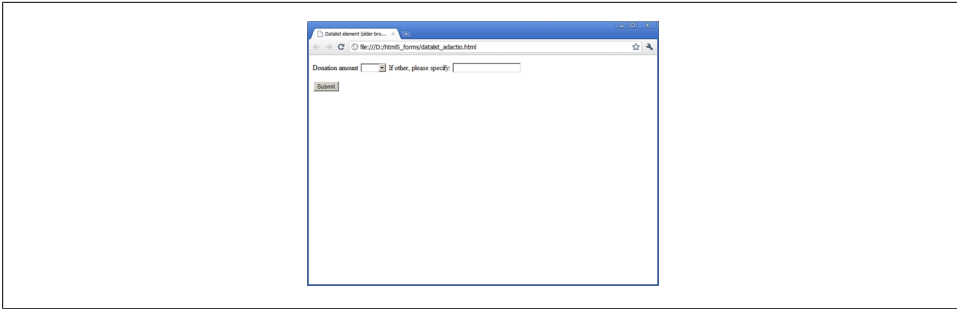 Datalist element (older bro...
file:///D:/html5_forms/datalist_adactio.html
Donation amount If other, please specify:
Submit